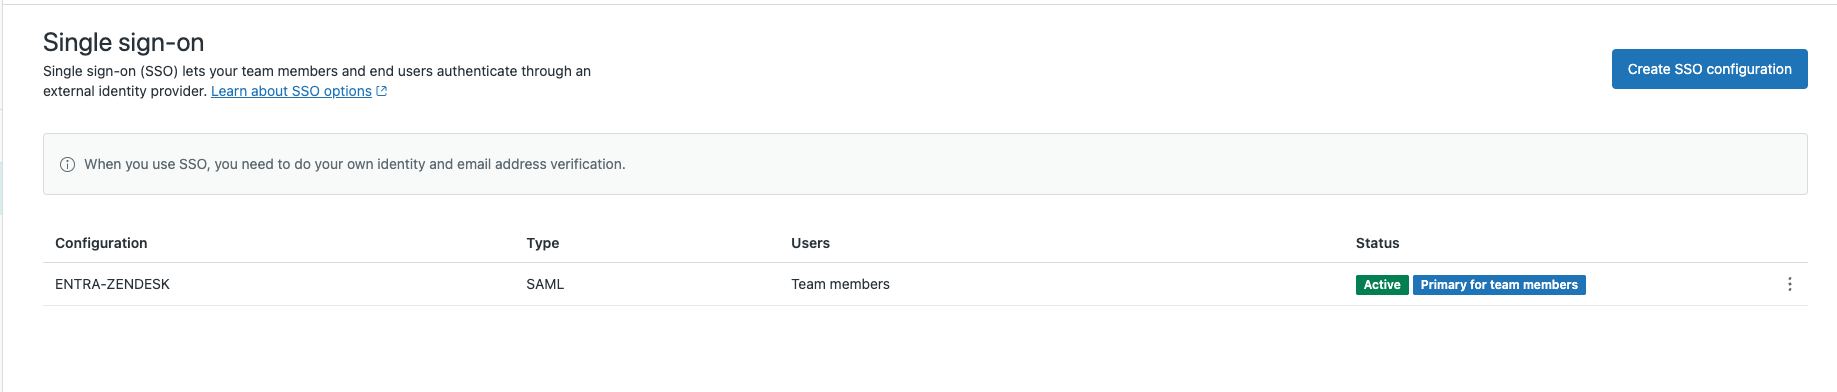 Single sign-on
Single sign-on (SSO) lets your team members and end users authenticate through an
external identity provider. Learn about SSO options
Create SSO configuration
When you use SSO, you need to do your own identity and email address verification.
Configuration Type Users Status
ENTRA-ZENDESK SAML Team members Active Primary for team members